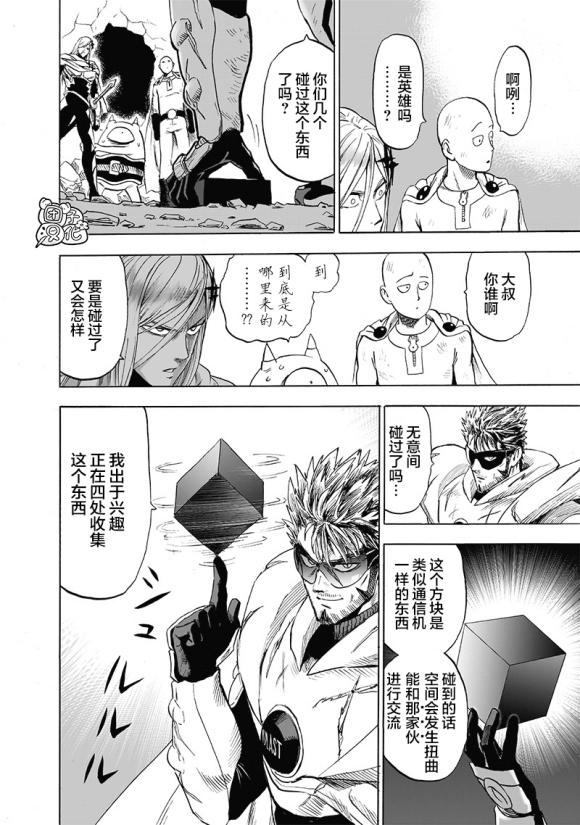 啊咧…
是英雄吗
………？
你们几个
碰过这个东西
了吗？
团宠
汉化
大叔
你谁啊
到
到底是从
哪里来的
………??
要是碰过了
又会怎样
无意间
碰过了吗…
这个方块是
类似通信机
一样的东西
碰到的话
空间会发生扭曲
能和那家伙
进行交流
我出于兴趣
正在四处收集
这个东西
ル
ル
ル
BLAST